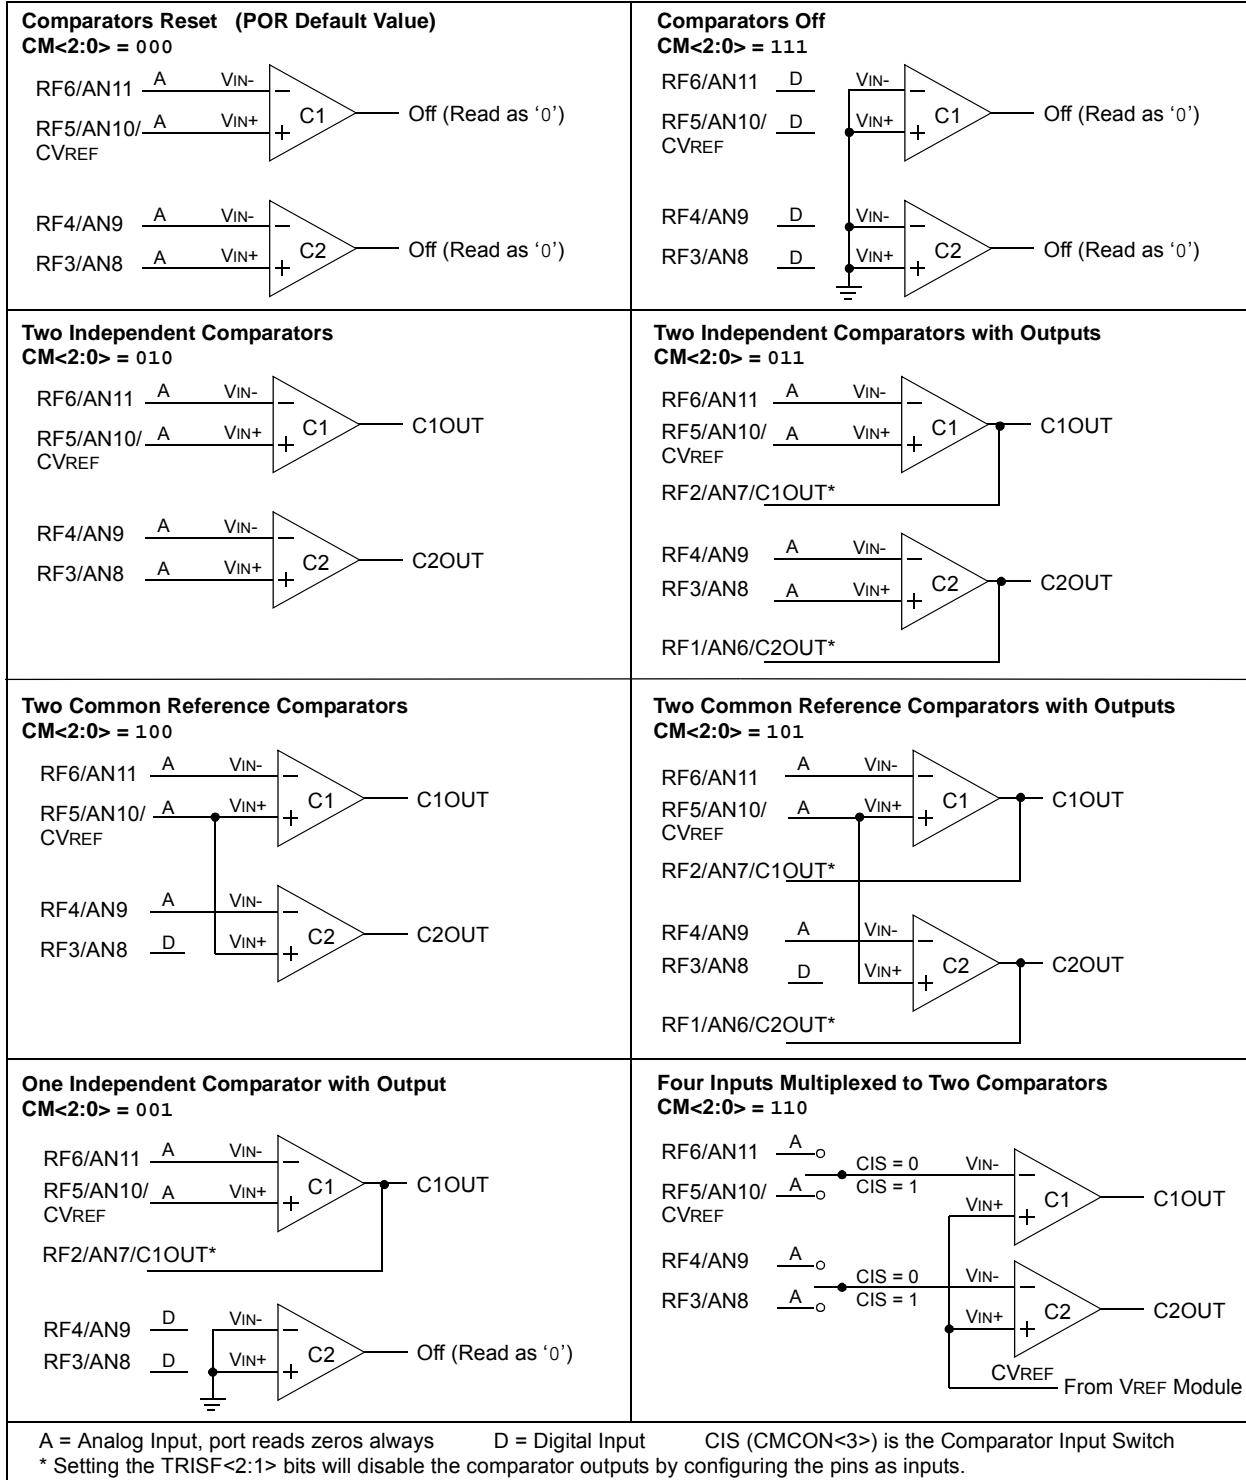 Comparators Reset (POR Default Value)
CM<2:0> = 000
RF6/AN11 A VIN-
C1 Off (Read as ‘0’)
RF5/AN10/ A VIN+
CVREF
RF4/AN9 A VIN-
C2 Off (Read as ‘0’)
RF3/AN8 A VIN+
Comparators Off
CM<2:0> = 111
RF6/AN11 D VIN-
C1 Off (Read as ‘0’)
RF5/AN10/ D VIN+
CVREF
RF4/AN9 D VIN-
C2 Off (Read as ‘0’)
RF3/AN8 D VIN+
Two Independent Comparators
CM<2:0> = 010
RF6/AN11 A VIN-
C1 C1OUT
RF5/AN10/ A VIN+
CVREF
RF4/AN9 A VIN-
C2 C2OUT
RF3/AN8 A VIN+
Two Independent Comparators with Outputs
CM<2:0> = 011
RF6/AN11 A VIN-
C1 C1OUT
RF5/AN10/ A VIN+
CVREF
RF2/AN7/C1OUT*
RF4/AN9 A VIN-
C2 C2OUT
RF3/AN8 A VIN+
RF1/AN6/C2OUT*
Two Common Reference Comparators
CM<2:0> = 100
RF6/AN11 A VIN-
C1 C1OUT
RF5/AN10/ A VIN+
CVREF
RF4/AN9 A VIN-
C2 C2OUT
RF3/AN8 D VIN+
Two Common Reference Comparators with Outputs
CM<2:0> = 101
RF6/AN11 A VIN-
C1 C1OUT
RF5/AN10/ A VIN+
CVREF
RF2/AN7/C1OUT*
RF4/AN9 A VIN-
C2 C2OUT
RF3/AN8 D VIN+
RF1/AN6/C2OUT*
One Independent Comparator with Output
CM<2:0> = 001
RF6/AN11 A VIN-
C1 C1OUT
RF5/AN10/ A VIN+
CVREF
RF2/AN7/C1OUT*
RF4/AN9 D VIN-
C2 Off (Read as ‘0’)
RF3/AN8 D VIN+
Four Inputs Multiplexed to Two Comparators
CM<2:0> = 110
RF6/AN11 A
CIS = 0 VIN-
RF5/AN10/ A CIS = 1
CVREF
VIN+ C1 C1OUT
RF4/AN9 A
CIS = 0 VIN-
RF3/AN8 A CIS = 1
VIN+ C2 C2OUT
CVREF
From VREF Module
A = Analog Input, port reads zeros always D = Digital Input CIS (CMCON<3>) is the Comparator Input Switch
* Setting the TRISF<2:1> bits will disable the comparator outputs by configuring the pins as inputs.